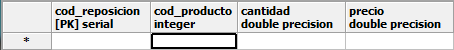 cod_reposicion cod_producto cantidad precio
[PK] serial integer double precision double precision
*